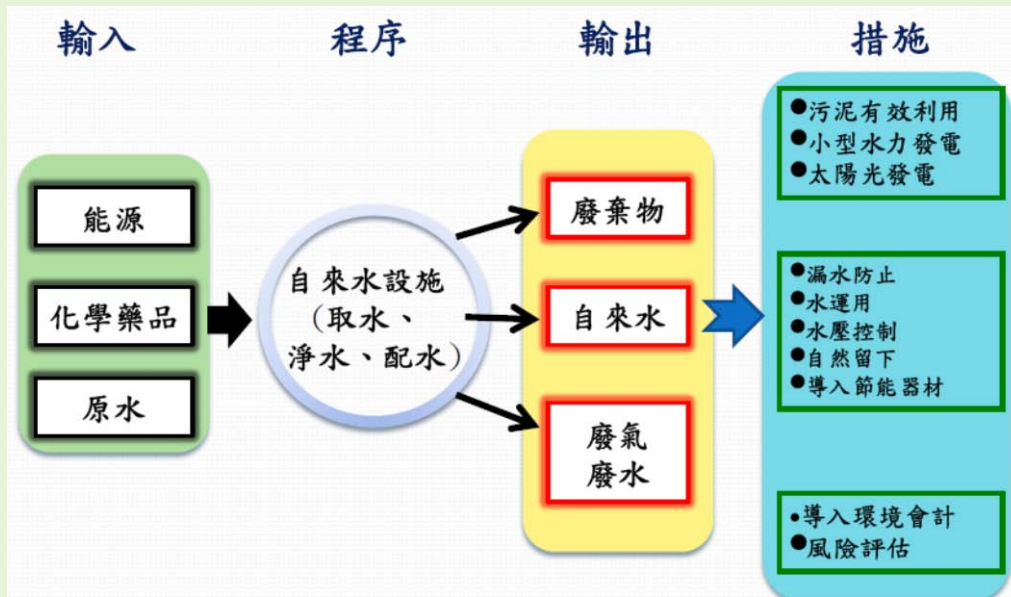 輸入
程序
輸出
措施
能源
化學藥品
原水
自來水設施
（取水、
淨水、配水）
廢棄物
自來水
廢氣
廢水
●污泥有效利用
●小型水力發電
●太陽光發電
●漏水防止
●水運用
●水壓控制
●自然留下
●導入節能器材
•導入環境會計
●風險評估